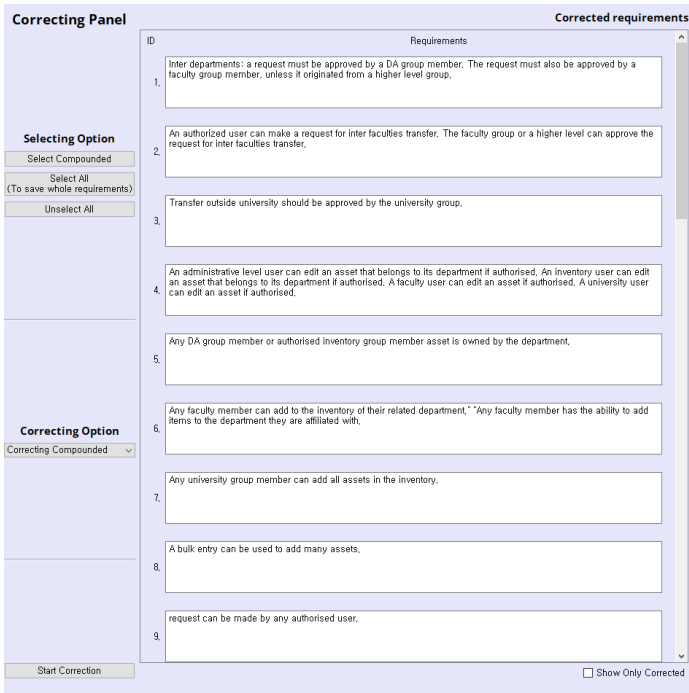 Correcting Panel
Corrected requirements
ID
Requirements
Selecting Option
Select Compounded
Select All
(To save whole requirements)
Unselect All
Correcting Option
Correcting Compounded
Start Correction
1.
Inter departments: a request must be approved by a DA group member. The request must also be approved by a
faculty group member, unless it originated from a higher level group.
2.
An authorized user can make a request for inter faculties transfer. The faculty group or a higher level can approve the
request for inter faculties transfer.
3.
Transfer outside university should be approved by the university group.
4.
An administrative level user can edit an asset that belongs to its department if authorised. An inventory user can edit
an asset that belongs to its department if authorised. A faculty user can edit an asset if authorised. A university user
can edit an asset if authorised.
5.
Any DA group member or authorised inventory group member asset is owned by the department.
6.
Any faculty member can add to the inventory of their related department." "Any faculty member has the ability to add
items to the department they are affiliated with.
7.
Any university group member can add all assets in the inventory.
8.
A bulk entry can be used to add many assets.
9.
request can be made by any authorised user.
Show Only Corrected